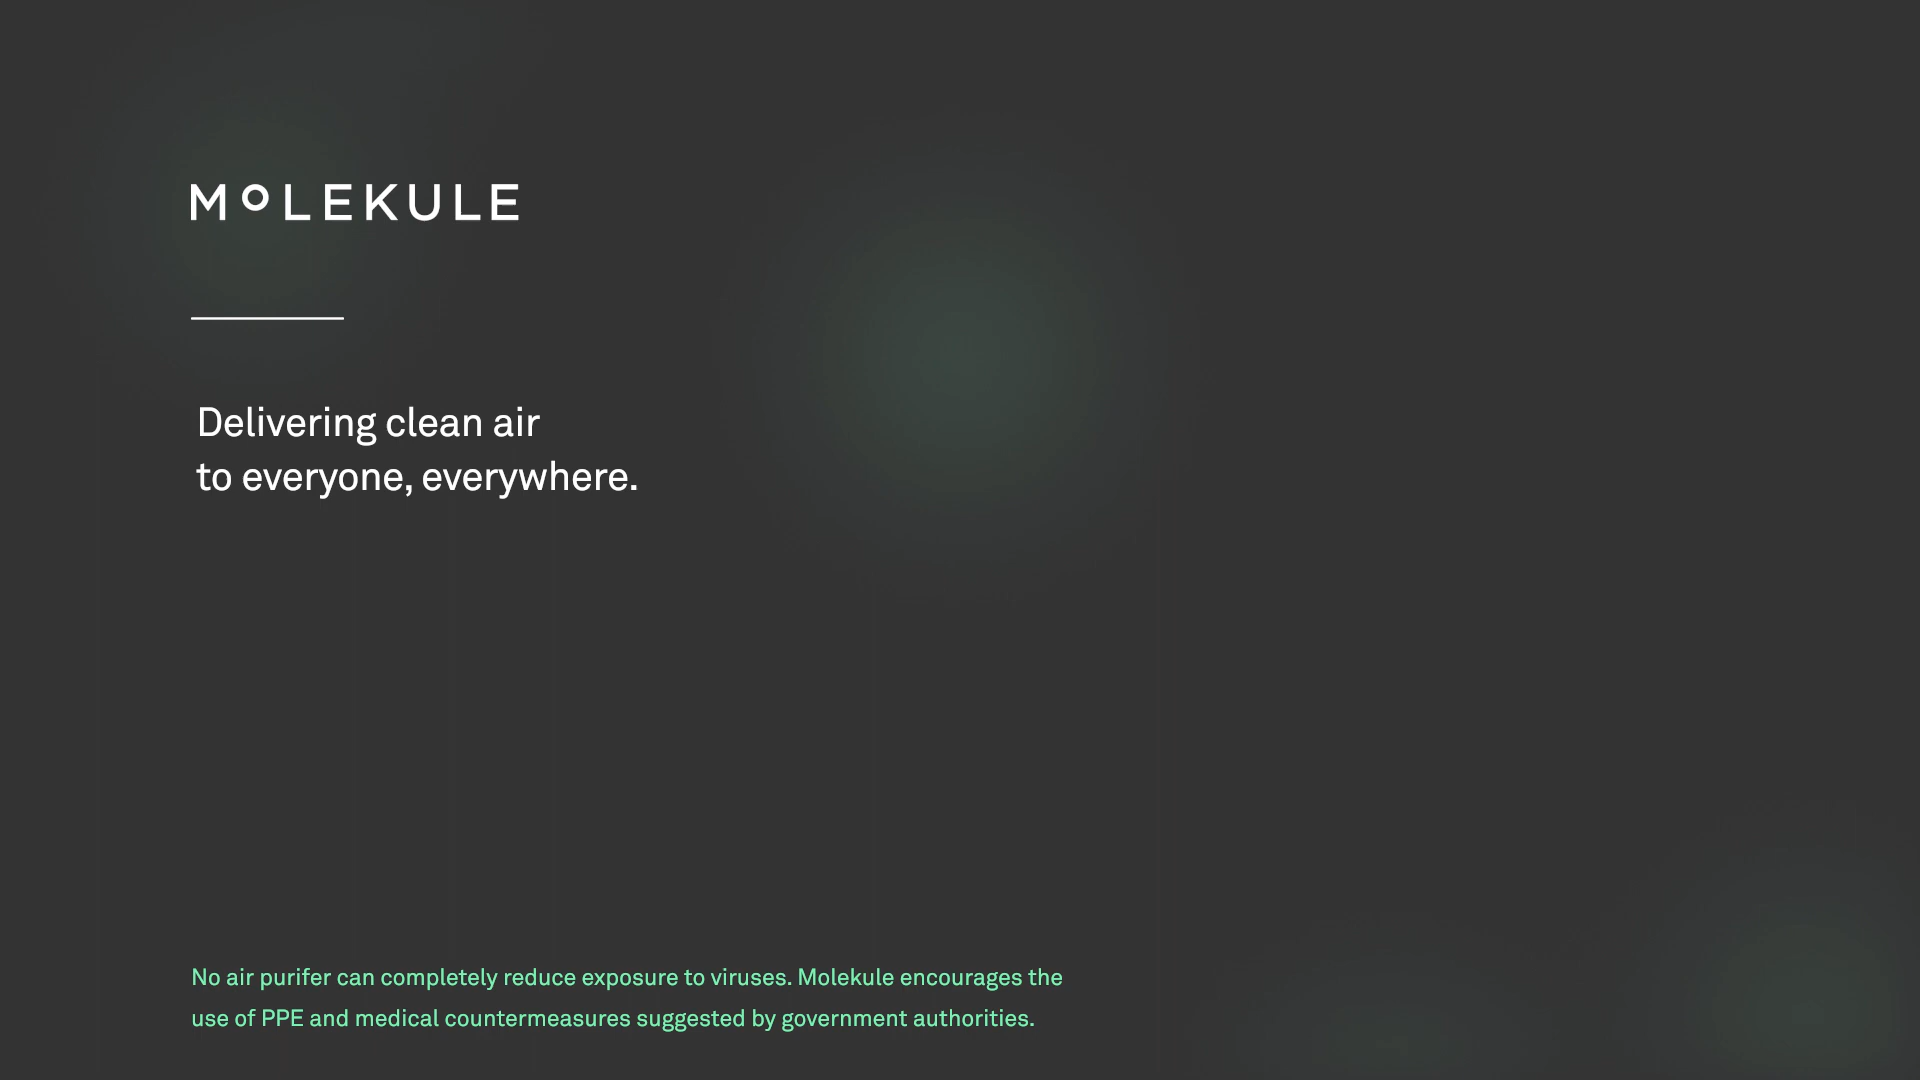 MOLEKULE
Delivering clean air
to everyone, everywhere.
No air purifer can completely reduce exposure to viruses. Molekule encourages the
use of PPE and medical countermeasures suggested by government authorities.